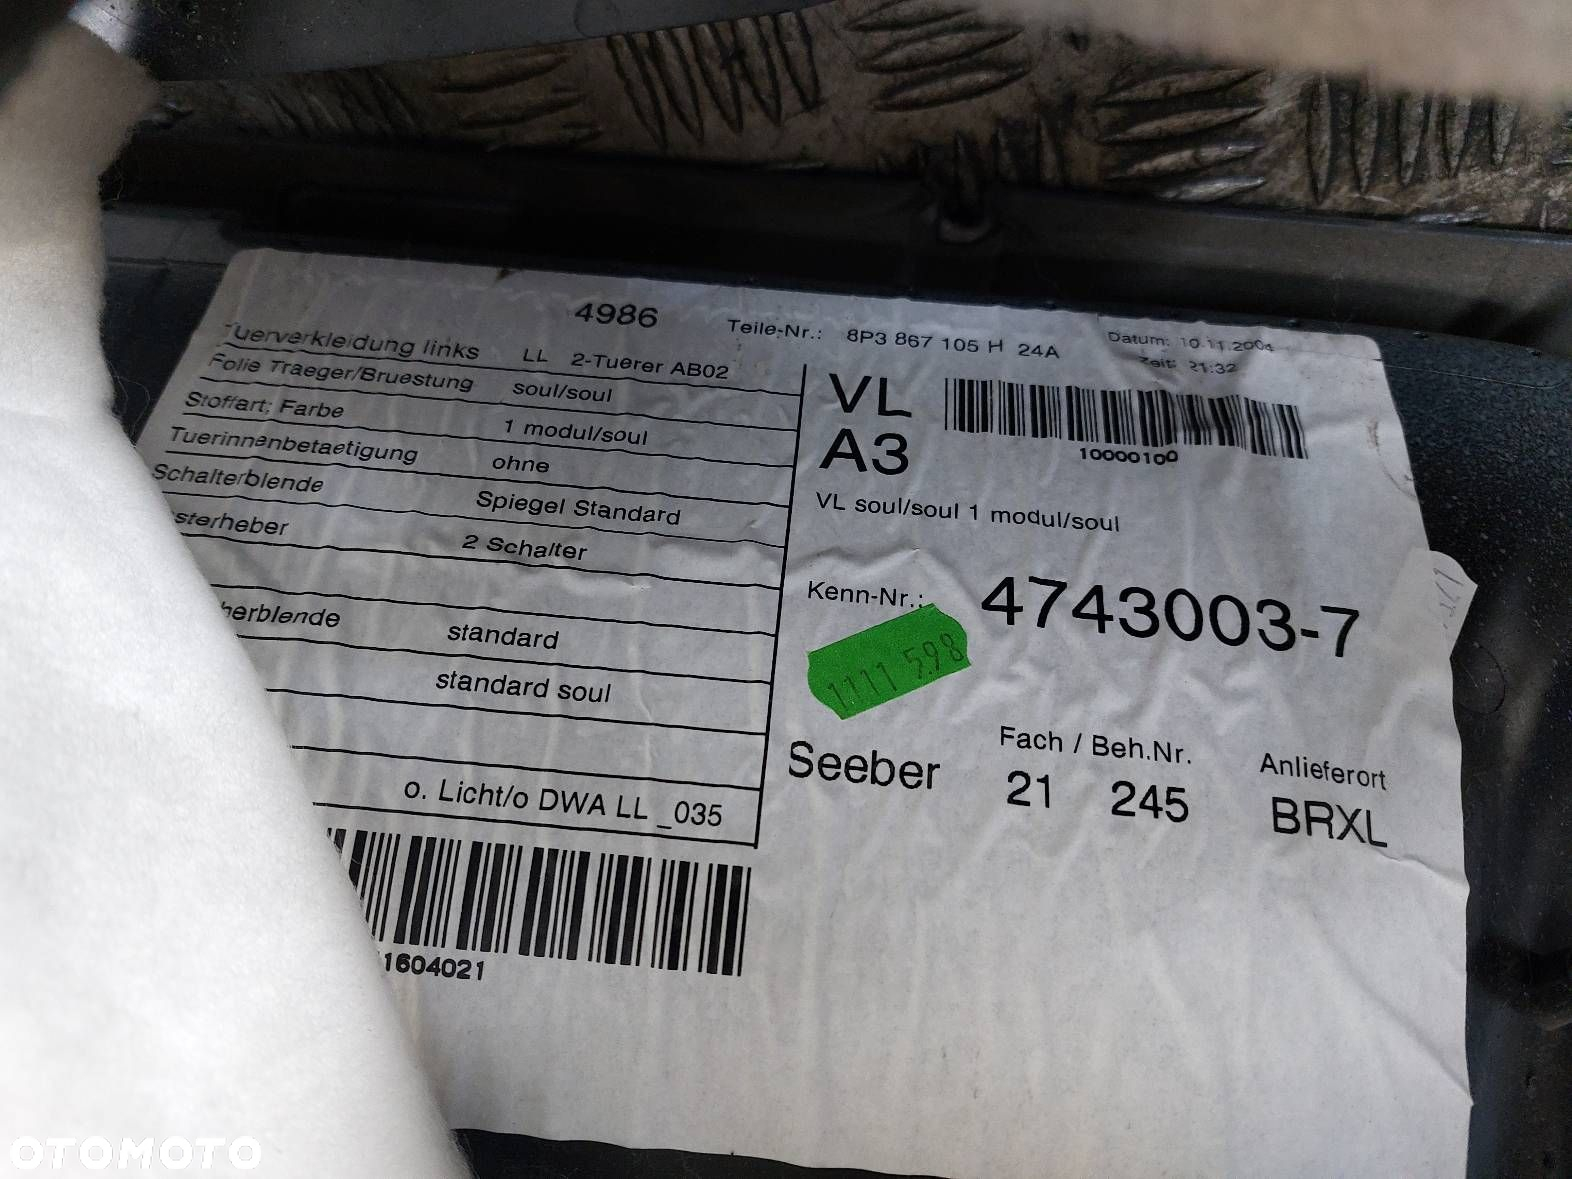 4986 Teile-Nr.: 8P3 867 105 H 24A Datum: 10.11.2004
Zeit: 21:32
Tuerverkleidung links LL 2-Tuerer AB02
Folie Traeger/Bruestung soul/soul
Stoffart; Farbe 1 modul/soul
Tuerinnenbetaetigung ohne
Schalterblende Spiegel Standard
sterheber 2 Schalter
herblende standard
standard soul
o. Licht/o DWA LL _035
1604021
VL
A3
10000100
VL soul/soul 1 modul/soul
Kenn-Nr.: 4743003-7
1111 598
Seeber
Fach / Beh.Nr. Anlieferort
21 245 BRXL
OTOMOTO